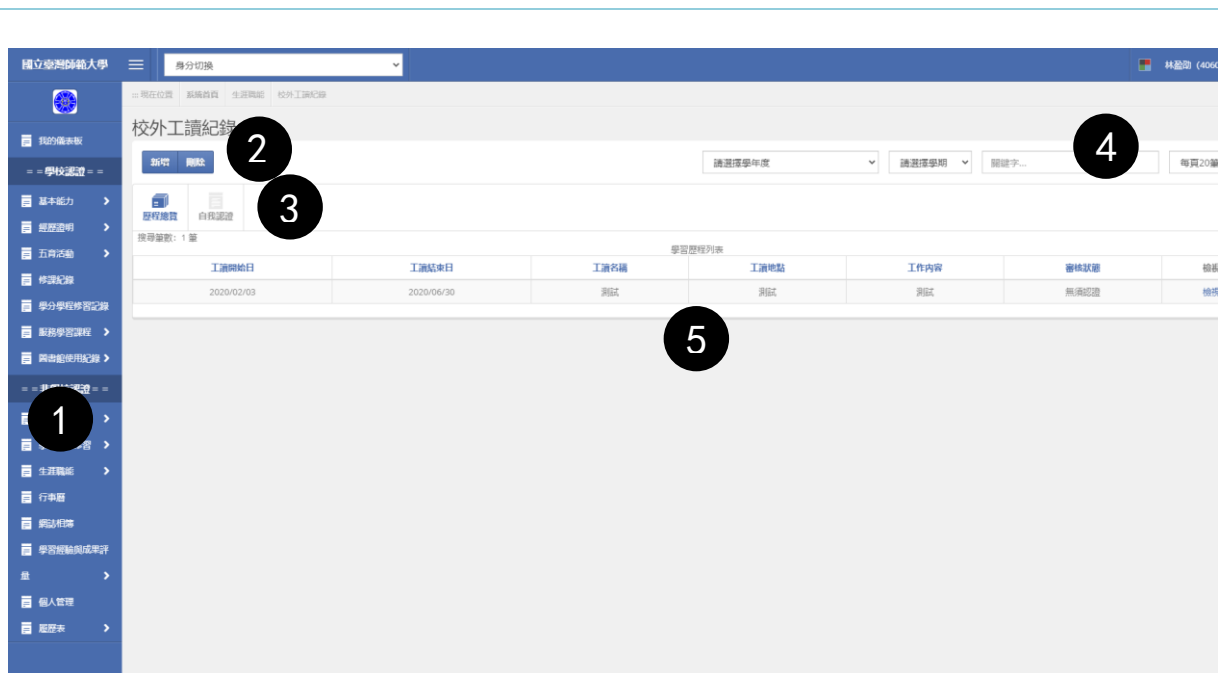 國立臺灣師範大學
身分切換
林盈助 (4060
::: 現在位置 系統首頁 生涯職能 校外工讀紀錄
校外工讀紀錄
新增 刪除
2
請選擇學年度
請選擇學期
關鍵字...
4
每頁20筆
歷程總覽
自我認證
3
搜尋筆數: 1 筆
學習歷程列表
工讀開始日 工讀結束日 工讀名稱 工讀地點 工作內容 審核狀態 檢視
2020/02/03 2020/06/30 測試 測試 測試 無須認證 檢視
5
我的儀表板
= = 學校認證 = =
基本能力
經歷證明
五育活動
修課紀錄
學分學程修習記錄
服務學習課程
圖書館使用紀錄
1
生涯職能
行事曆
網誌相簿
學習經驗與成果評
量
個人管理
履歷表